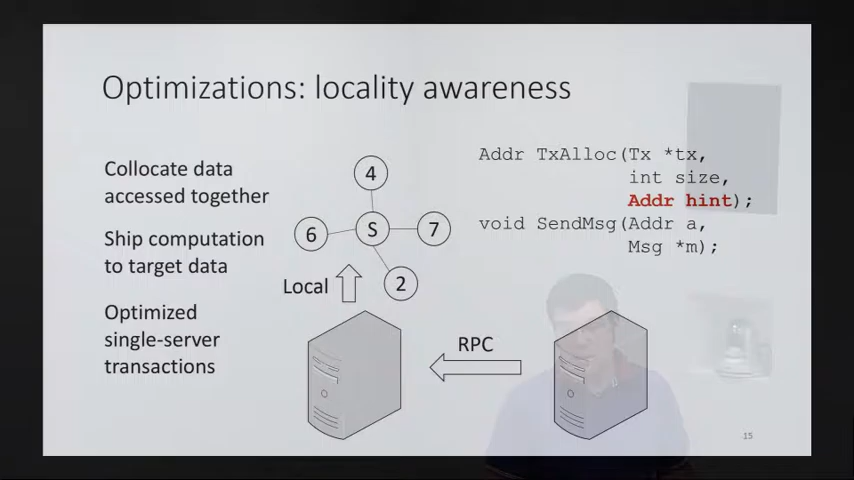 Optimizations: locality awareness
Collocate data
accessed together
Ship computation
to target data
Optimized
single-server
transactions
4
6
S
7
2
Local
RPC
Addr TxAlloc(Tx *tx,
int size,
Addr hint);
void SendMsg(Addr a,
Msg *m);
15